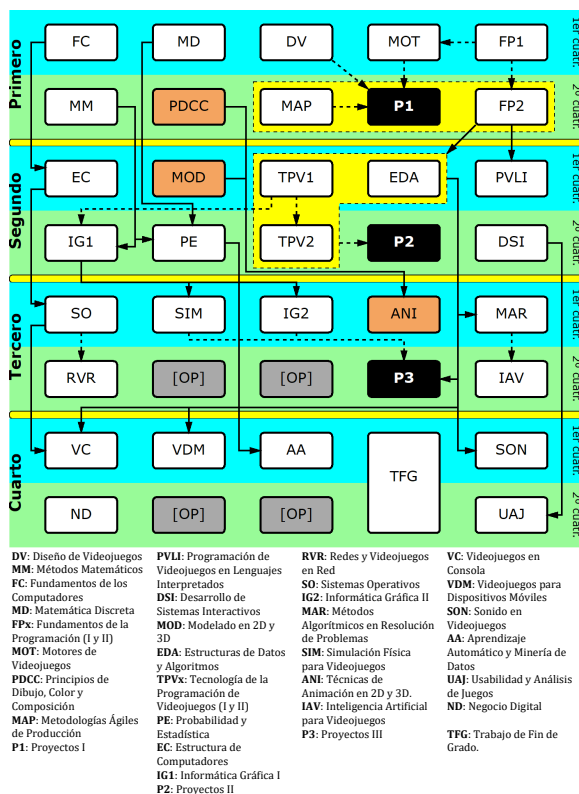 Primero
1er cuatr.
FC
MD
DV
MOT
FP1
2º cuatr.
MM
PDCC
MAP
P1
FP2
Segundo
1er cuatr.
EC
MOD
TPV1
EDA
PVLI
2º cuatr.
IG1
PE
TPV2
P2
DSI
Tercero
1er cuatr.
SO
SIM
IG2
ANI
MAR
2º cuatr.
RVR
[OP]
[OP]
P3
IAV
Cuarto
1er cuatr.
VC
VDM
AA
TFG
SON
2º cuatr.
ND
[OP]
[OP]
UAJ
DV: Diseño de Videojuegos
MM: Métodos Matemáticos
FC: Fundamentos de los
Computadores
MD: Matemática Discreta
FPx: Fundamentos de la
Programación (I y II)
MOT: Motores de
Videojuegos
PDCC: Principios de
Dibujo, Color y
Composición
MAP: Metodologías Ágiles
de Producción
P1: Proyectos I
PVLI: Programación de
Videojuegos en Lenguajes
Interpretados
DSI: Desarrollo de
Sistemas Interactivos
MOD: Modelado en 2D y
3D
EDA: Estructuras de Datos
y Algoritmos
TPVx: Tecnología de la
Programación de
Videojuegos (I y II)
PE: Probabilidad y
Estadística
EC: Estructura de
Computadores
IG1: Informática Gráfica I
P2: Proyectos II
RVR: Redes y Videojuegos
en Red
SO: Sistemas Operativos
IG2: Informática Gráfica II
MAR: Métodos
Algorítmicos en Resolución
de Problemas
SIM: Simulación Física
para Videojuegos
ANI: Técnicas de
Animación en 2D y 3D.
IAV: Inteligencia Artificial
para Videojuegos
P3: Proyectos III
VC: Videojuegos en
Consola
VDM: Videojuegos para
Dispositivos Móviles
SON: Sonido en
Videojuegos
AA: Aprendizaje
Automático y Minería de
Datos
UAJ: Usabilidad y Análisis
de Juegos
ND: Negocio Digital
TFG: Trabajo de Fin de
Grado.